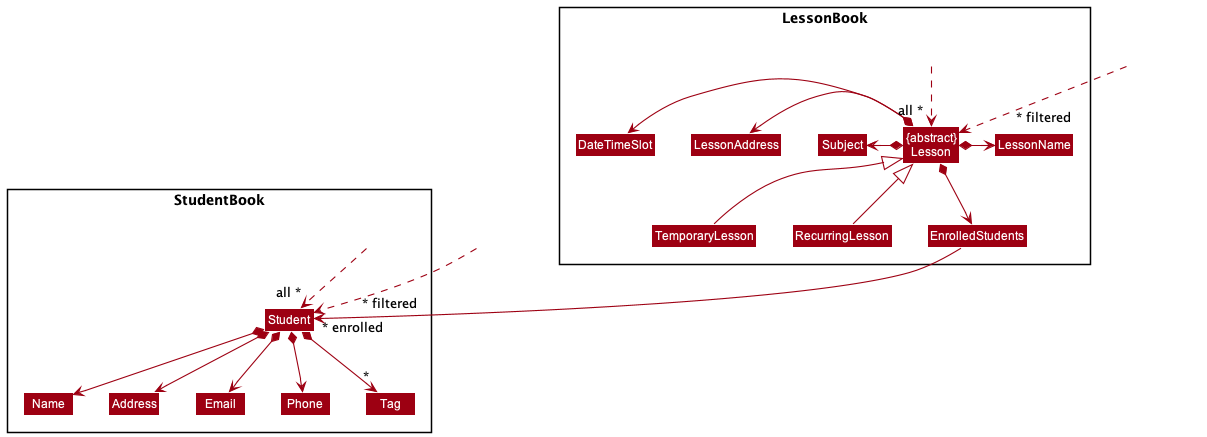 LessonBook
all *
* filtered
DateTimeSlot
LessonAddress
Subject
{abstract}
Lesson
LessonName
TemporaryLesson
RecurringLesson
EnrolledStudents
StudentBook
all *
* filtered
Student
* enrolled
*
Name
Address
Email
Phone
Tag